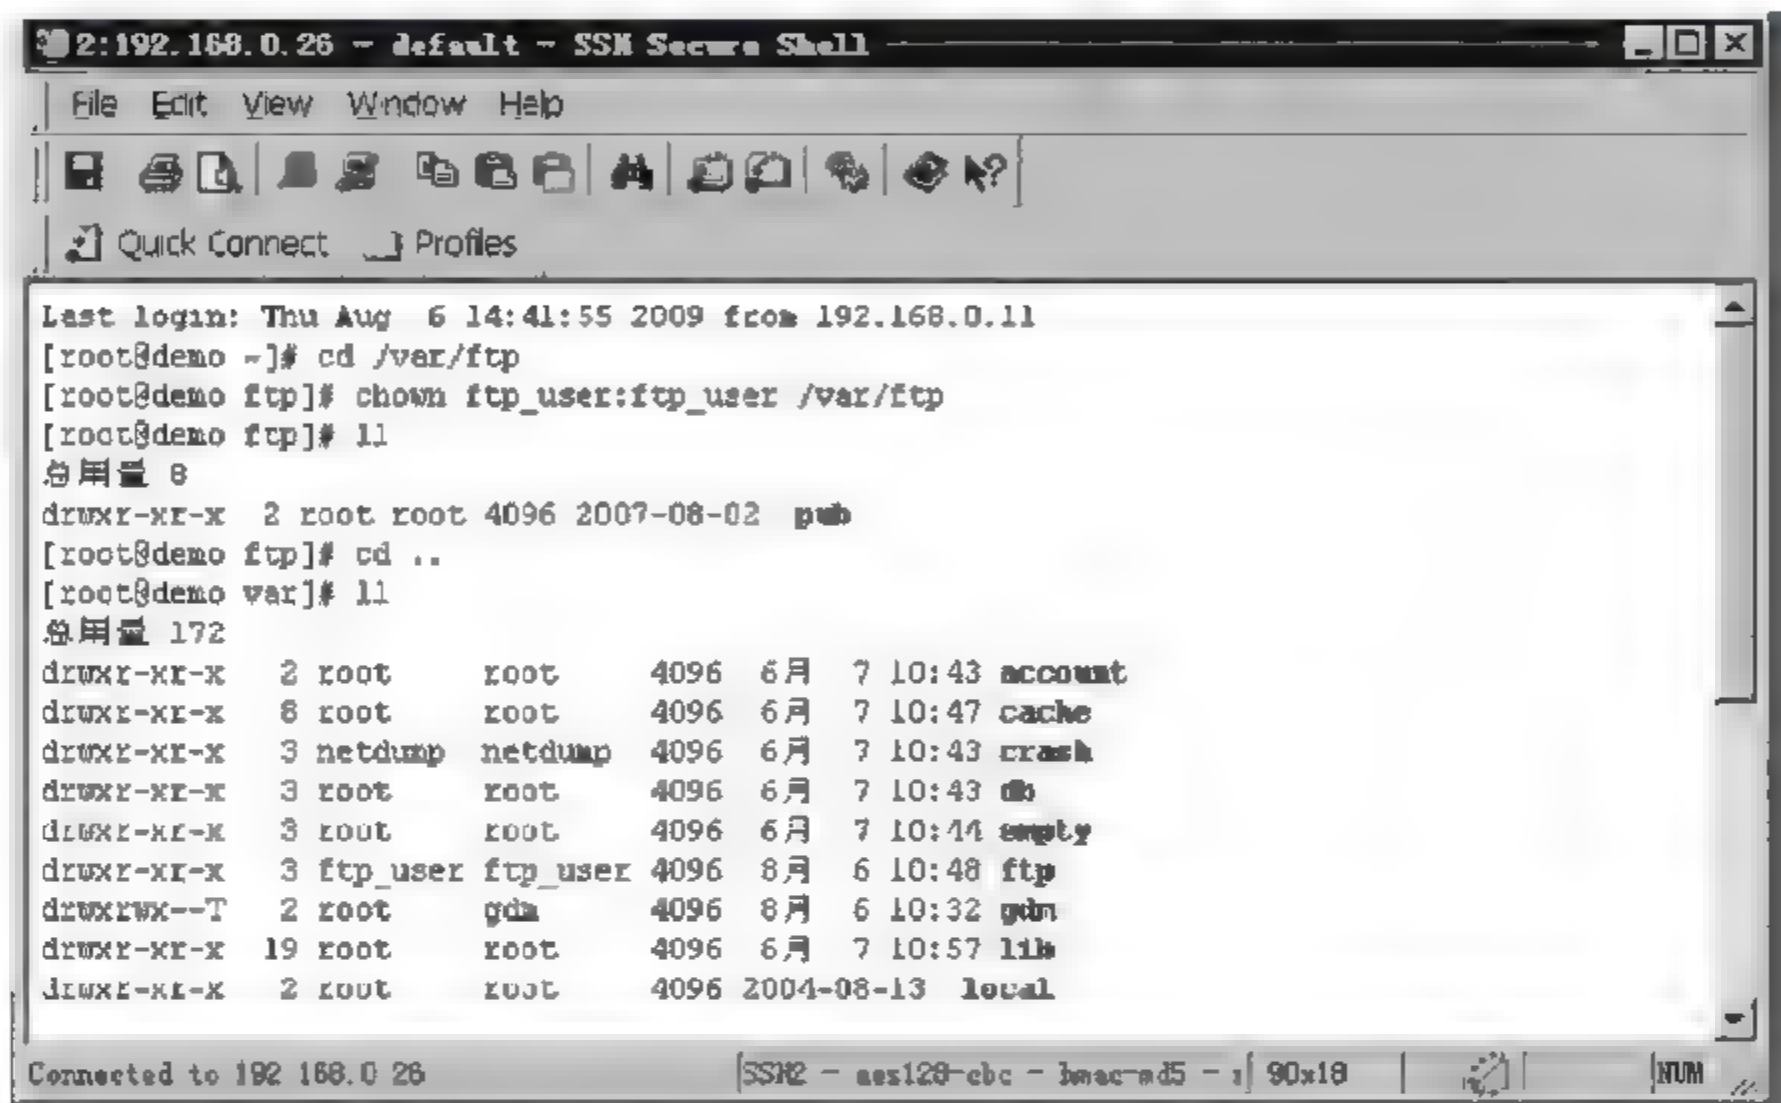 2:192.168.0.26 - default - SSH Secure Shell
File Edit View Window Help
Quick Connect Profiles
Last login: Thu Aug  6 14:41:55 2009 from 192.168.0.11
[root@demo ~]# cd /var/ftp
[root@demo ftp]# chown ftp_user:ftp_user /var/ftp
[root@demo ftp]# ll
总用量 8
drwxr-xr-x  2 root root 4096 2007-08-02  pub
[root@demo ftp]# cd ..
[root@demo var]# ll
总用量 172
drwxr-xr-x   2 root     root     4096  6月   7 10:43 account
drwxr-xr-x   8 root     root     4096  6月   7 10:47 cache
drwxr-xr-x   3 netdump  netdump  4096  6月   7 10:43 crash
drwxr-xr-x   3 root     root     4096  6月   7 10:43 db
drwxr-xr-x   3 root     root     4096  6月   7 10:44 empty
drwxr-xr-x   3 ftp_user ftp_user 4096  8月   6 10:48 ftp
drwxrwx--T   2 root     gdm      4096  8月   6 10:32 gdm
drwxr-xr-x  19 root     root     4096  6月   7 10:57 lib
drwxr-xr-x   2 root     root     4096 2004-08-13  local
Connected to 192.168.0.26 SSH2 - aes128-cbc - hmac-md5 - 90x18 NUM